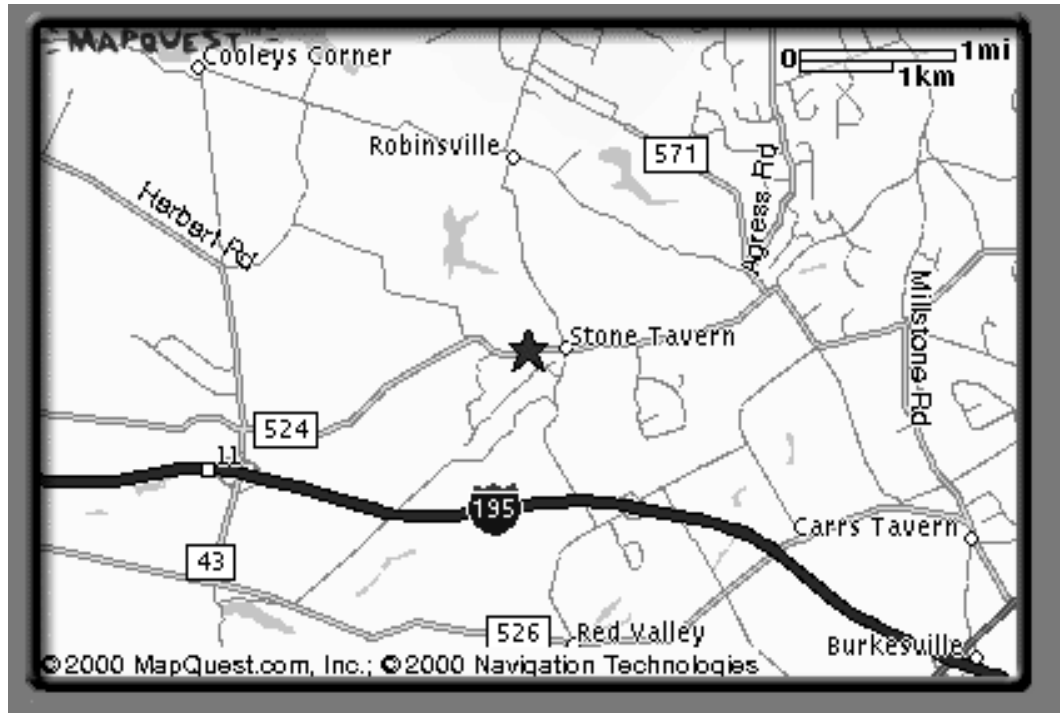 MAPQUEST
Cooleys Corner
0 1mi
1km
Robinsville
571
Agress Rd
Herbert Rd
Millstone Rd
Stone Tavern
524
11
195
Carrs Tavern
43
526
Red Valley
Burkesville
©2000 MapQuest.com, Inc.; ©2000 Navigation Technologies